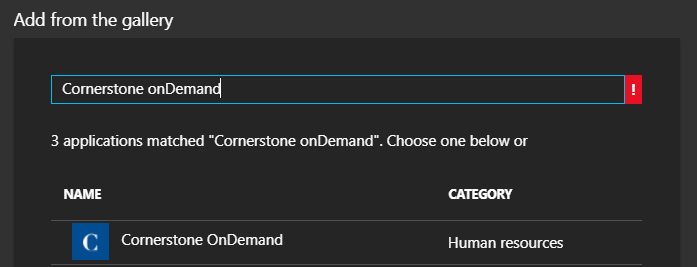 Add from the gallery
Cornerstone onDemand
!
3 applications matched "Cornerstone onDemand". Choose one below or
NAME CATEGORY
C Cornerstone OnDemand Human resources